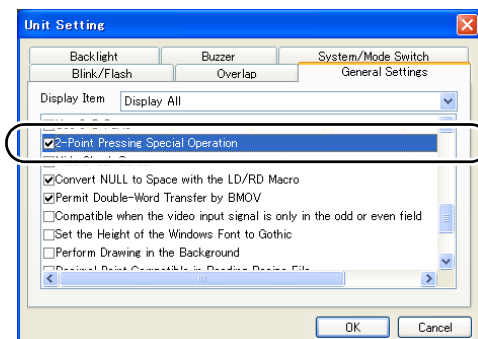 Unit Setting
Backlight Buzzer System/Mode Switch
Blink/Flash Overlap General Settings
Display Item Display All
2-Point Pressing Special Operation
Convert NULL to Space with the LD/RD Macro
Permit Double-Word Transfer by BMOV
Compatible when the video input signal is only in the odd or even field
Set the Height of the Windows Font to Gothic
Perform Drawing in the Background
OK Cancel